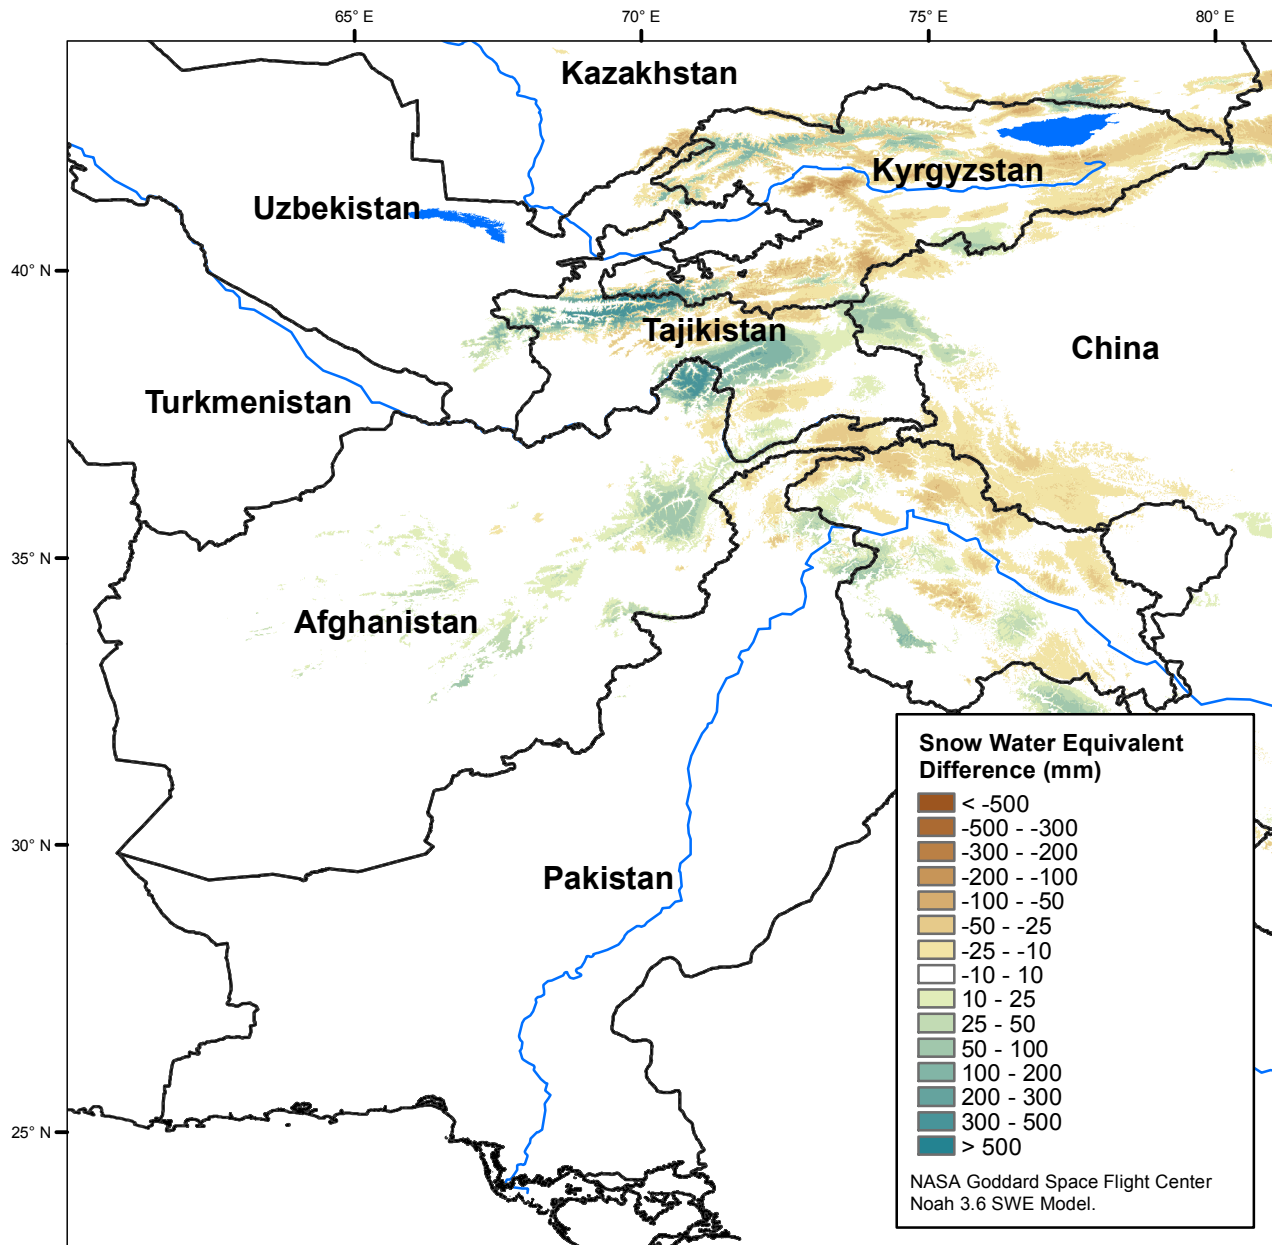 65° E
70° E
75° E
80° E
Kazakhstan
Kyrgyzstan
Uzbekistan
40° N
Tajikistan
China
Turkmenistan
35° N
Afghanistan
Snow Water Equivalent
Difference (mm)
< -500
-500 - -300
-300 - -200
-200 - -100
-100 - -50
-50 - -25
-25 - -10
-10 - 10
10 - 25
25 - 50
50 - 100
100 - 200
200 - 300
300 - 500
> 500
NASA Goddard Space Flight Center
Noah 3.6 SWE Model.
30° N
Pakistan
25° N